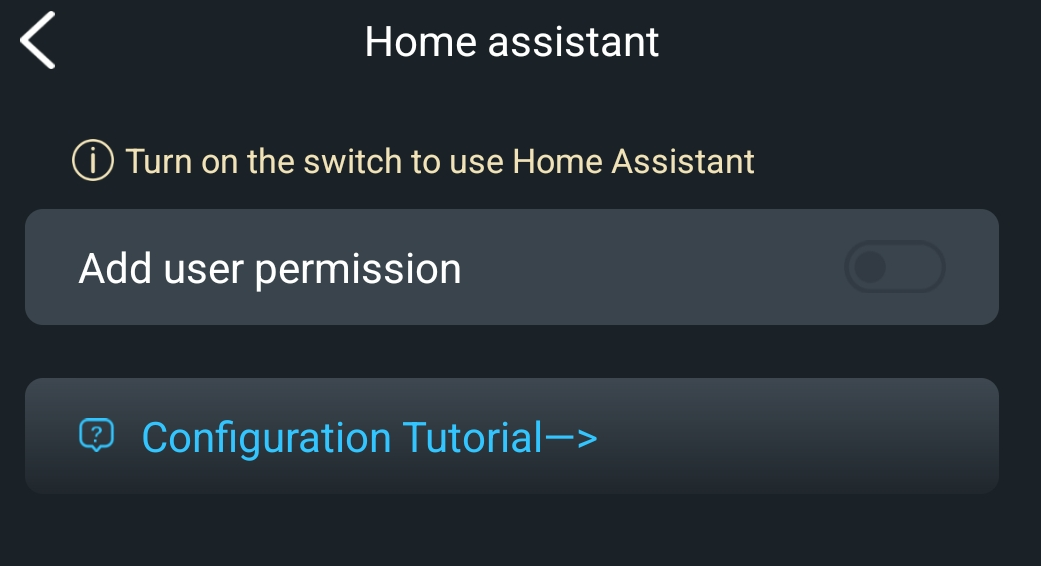 Home assistant
Turn on the switch to use Home Assistant
Add user permission
Configuration Tutorial—>